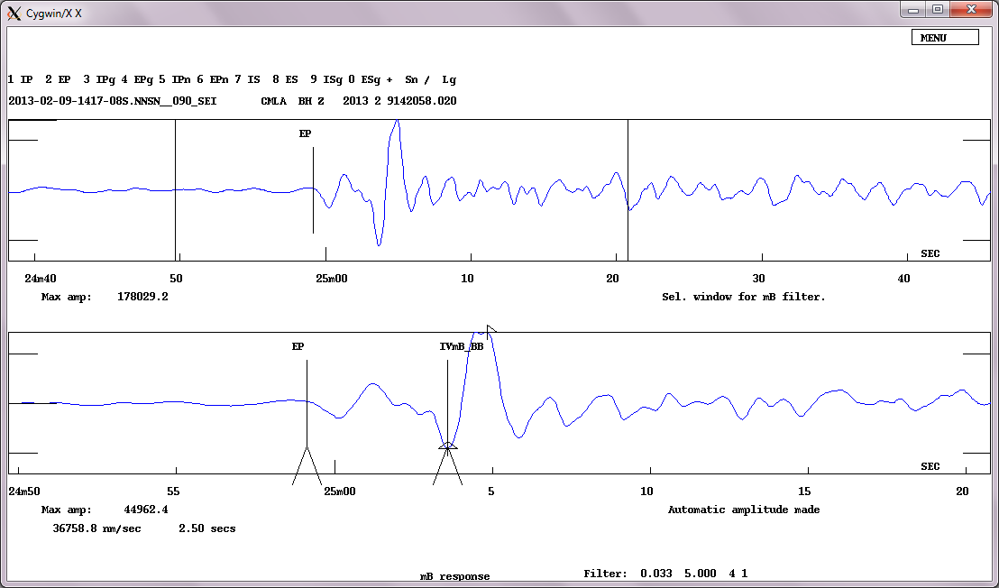 Cygwin/X X
MENU
1 IP 2 EP 3 IPg 4 EPg 5 IPn 6 EPn 7 IS 8 ES 9 ISg 0 ESg + Sn / Lg
2013-02-09-1417-08S.NNSN__090_SEI CMLA BH Z 2013 2 9142058.020
EP
SEC
24m40 50 25m00 10 20 30 40
Max amp: 178029.2 Sel. window for mB filter.
EP IVmB_BB
SEC
24m50 55 25m00 5 10 15 20
Max amp: 44962.4 Automatic amplitude made
36758.8 nm/sec 2.50 secs
mB response Filter: 0.033 5.000 4 1